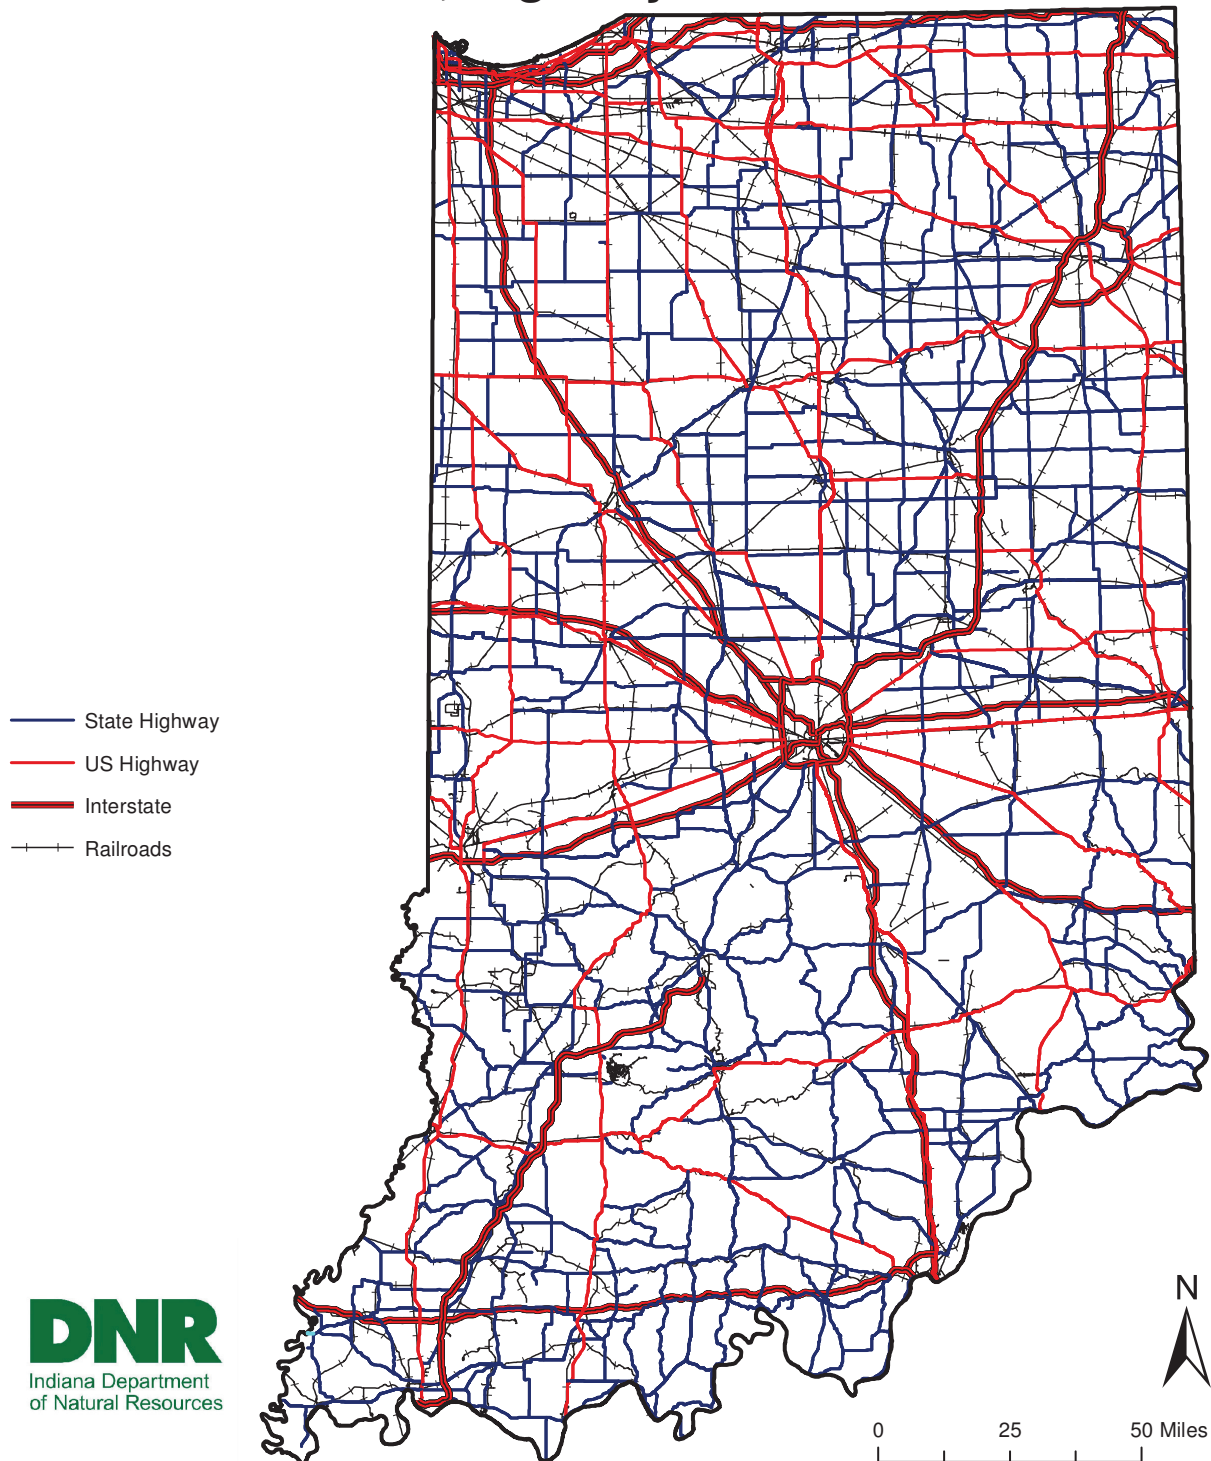 State Highway
US Highway
Interstate
Railroads
DNR
Indiana Department
of Natural Resources
N
0 25 50 Miles